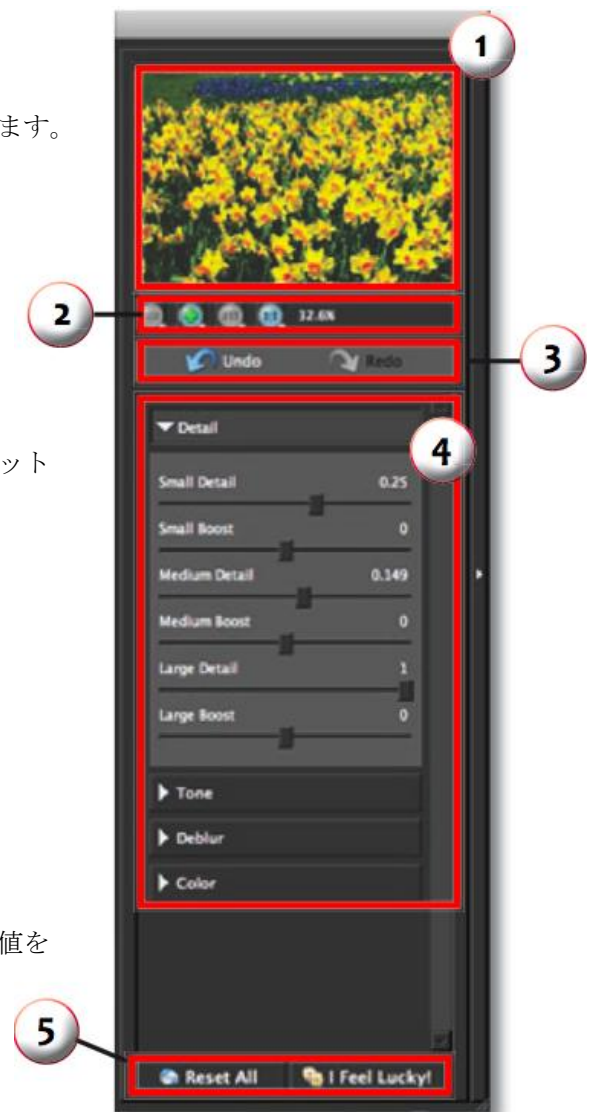 1
ます。
2
1:1 32.6%
Undo Redo
3
ット
Detail
4
Small Detail 0.25
Small Boost 0
Medium Detail 0.149
Medium Boost 0
Large Detail 1
Large Boost 0
Tone
Deblur
Color
値を
5
Reset All I Feel Lucky!